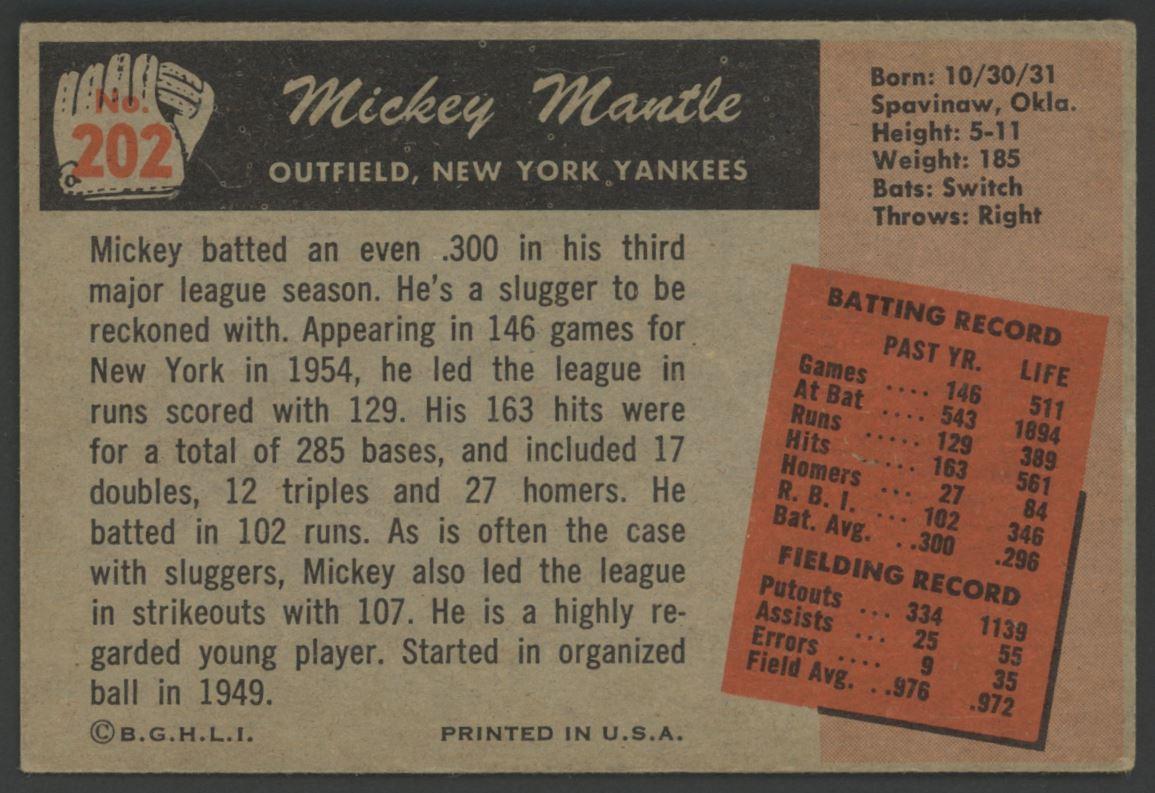 No.
202
Mickey Mantle
OUTFIELD, NEW YORK YANKEES
Born: 10/30/31
Spavinaw, Okla.
Height: 5-11
Weight: 185
Bats: Switch
Throws: Right
Mickey batted an even .300 in his third
major league season. He's a slugger to be
reckoned with. Appearing in 146 games for
New York in 1954, he led the league in
runs scored with 129. His 163 hits were
for a total of 285 bases, and included 17
doubles, 12 triples and 27 homers. He
batted in 102 runs. As is often the case
with sluggers, Mickey also led the league
in strikeouts with 107. He is a highly re-
garded young player. Started in organized
ball in 1949.
©B.G.H.L.I. PRINTED IN U.S.A.
BATTING RECORD
PAST YR. LIFE
Games .... 146 511
At Bat .... 543 1894
Runs ..... 129 389
Hits ..... 163 561
Homers ... 27 84
R. B. I. ... 102 346
Bat. Avg. ..300 .296
FIELDING RECORD
Putouts ... 334 1139
Assists ... 25 55
Errors .... 9 35
Field Avg. ..976 .972